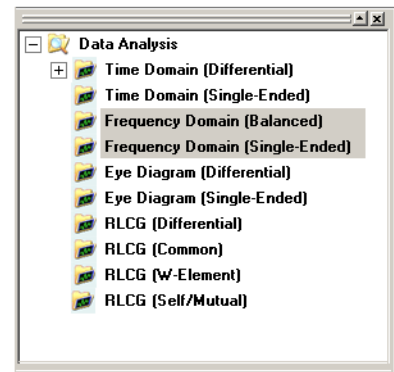 Data Analysis
Time Domain (Differential)
Time Domain (Single-Ended)
Frequency Domain (Balanced)
Frequency Domain (Single-Ended)
Eye Diagram (Differential)
Eye Diagram (Single-Ended)
RLCG (Differential)
RLCG (Common)
RLCG (W-Element)
RLCG (Self/Mutual)